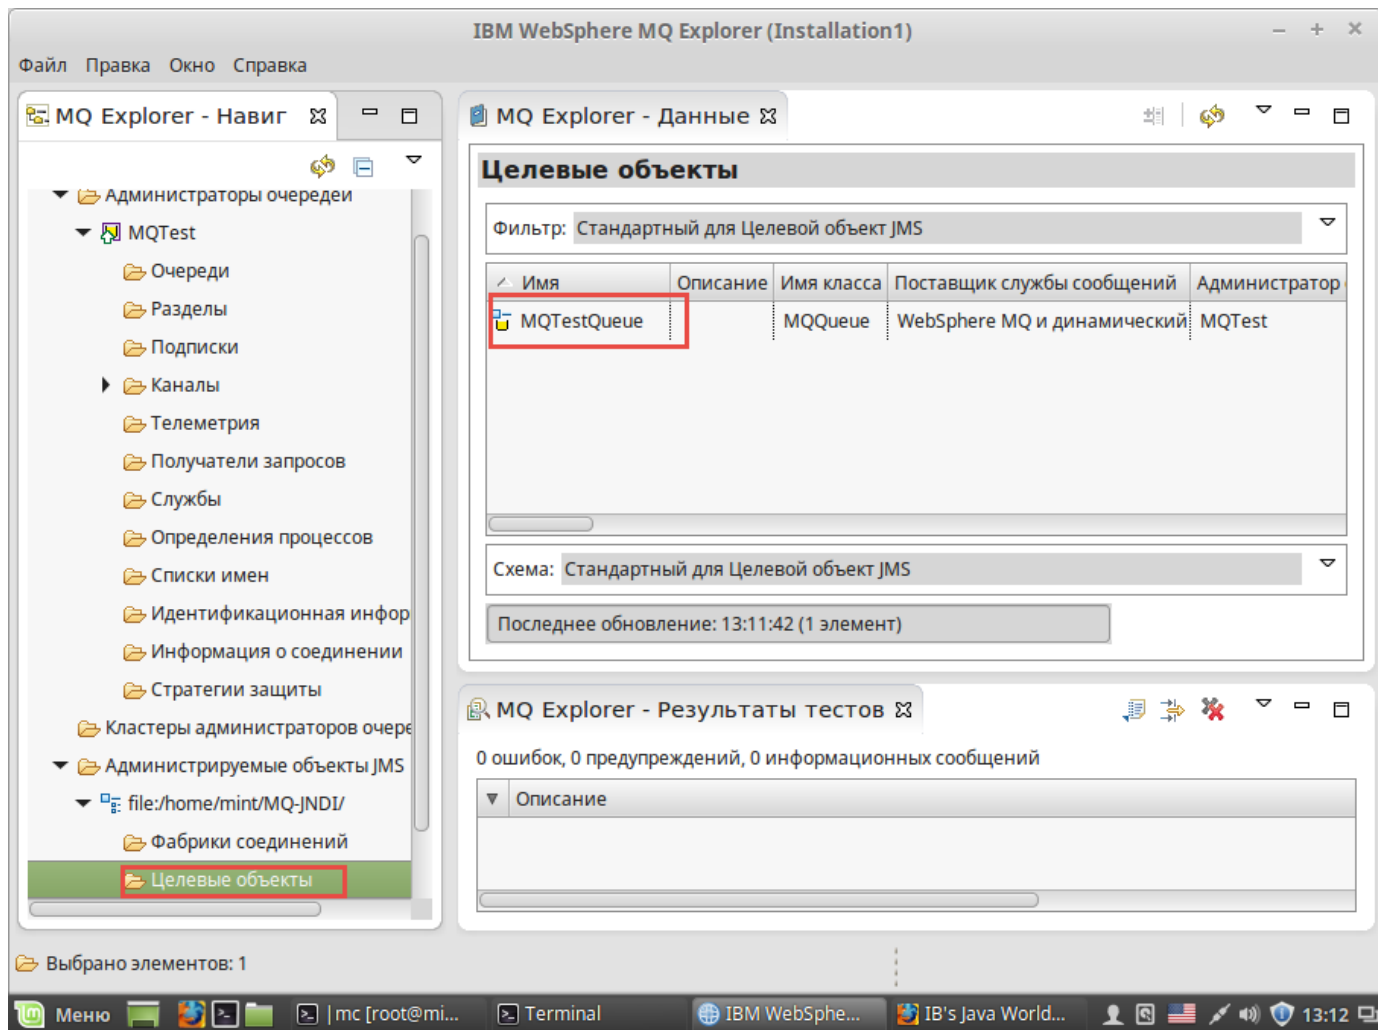 IBM WebSphere MQ Explorer (Installation1)
Файл Правка Окно Справка
MQ Explorer - Навиг
Администраторы очередей
MQTest
Очереди
Разделы
Подписки
Каналы
Телеметрия
Получатели запросов
Службы
Определения процессов
Списки имен
Идентификационная инфор
Информация о соединении
Стратегии защиты
Кластеры администраторов очере
Администрируемые объекты JMS
file:/home/mint/MQ-JNDI/
Фабрики соединений
Целевые объекты
MQ Explorer - Данные
Целевые объекты
Фильтр: Стандартный для Целевой объект JMS
Имя Описание Имя класса Поставщик службы сообщений Администратор
MQTestQueue MQQueue WebSphere MQ и динамический MQTest
Схема: Стандартный для Целевой объект JMS
Последнее обновление: 13:11:42 (1 элемент)
MQ Explorer - Результаты тестов
0 ошибок, 0 предупреждений, 0 информационных сообщений
Описание
Выбрано элементов: 1
Меню |mc [root@mi... Terminal IBM WebSphe... IB's Java World... 13:12